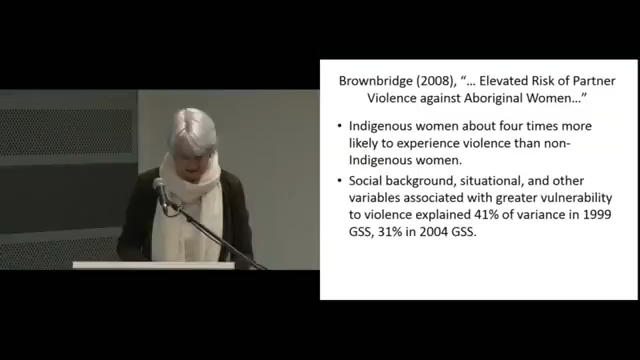 Brownbridge (2008), “… Elevated Risk of Partner
Violence against Aboriginal Women…”
• Indigenous women about four times more
likely to experience violence than non-
Indigenous women.
• Social background, situational, and other
variables associated with greater vulnerability
to violence explained 41% of variance in 1999
GSS, 31% in 2004 GSS.